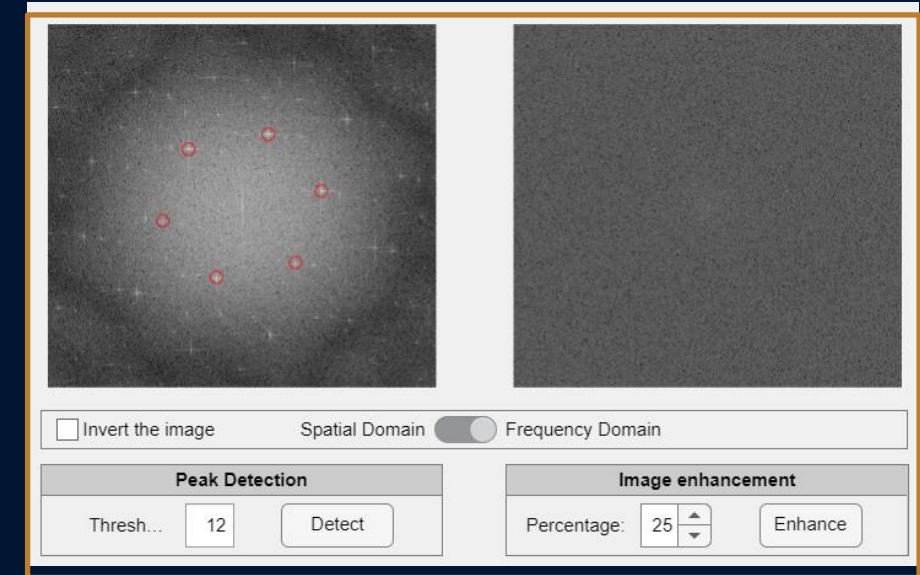 Invert the image Spatial Domain Frequency Domain
Peak Detection
Thresh... 12 Detect
Image enhancement
Percentage: 25 Enhance